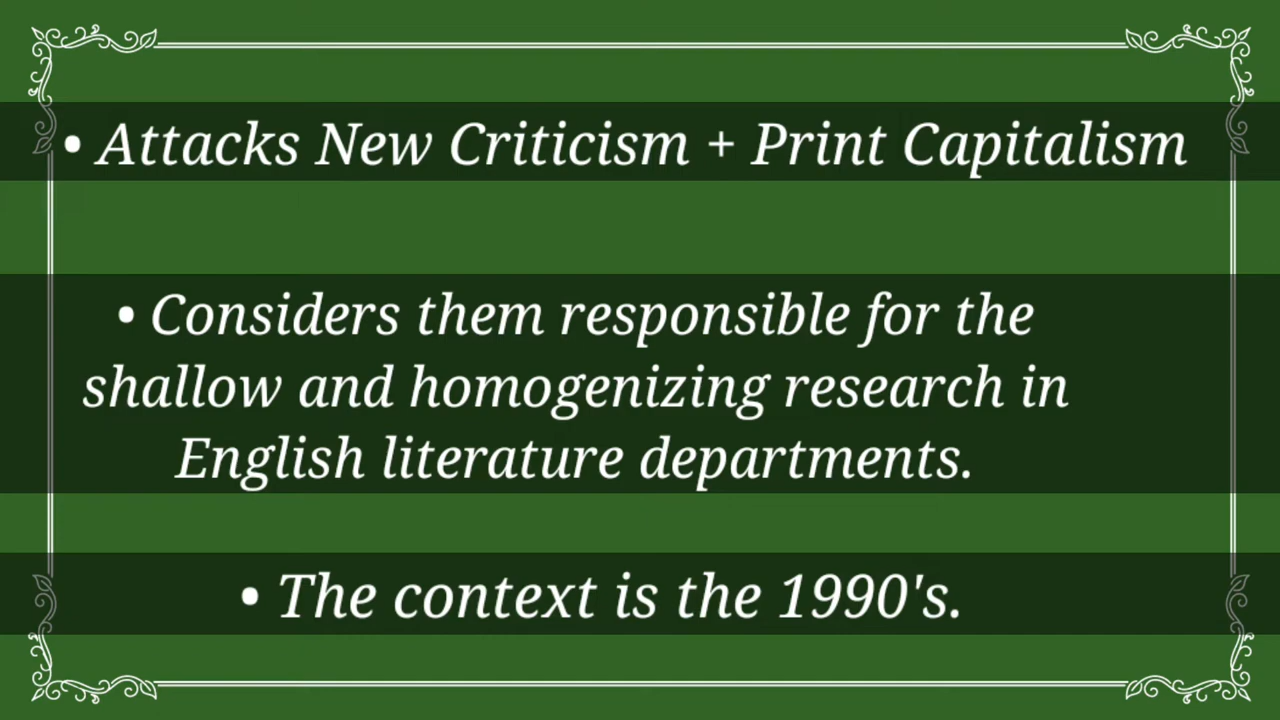 • Attacks New Criticism + Print Capitalism
• Considers them responsible for the
shallow and homogenizing research in
English literature departments.
• The context is the 1990's.